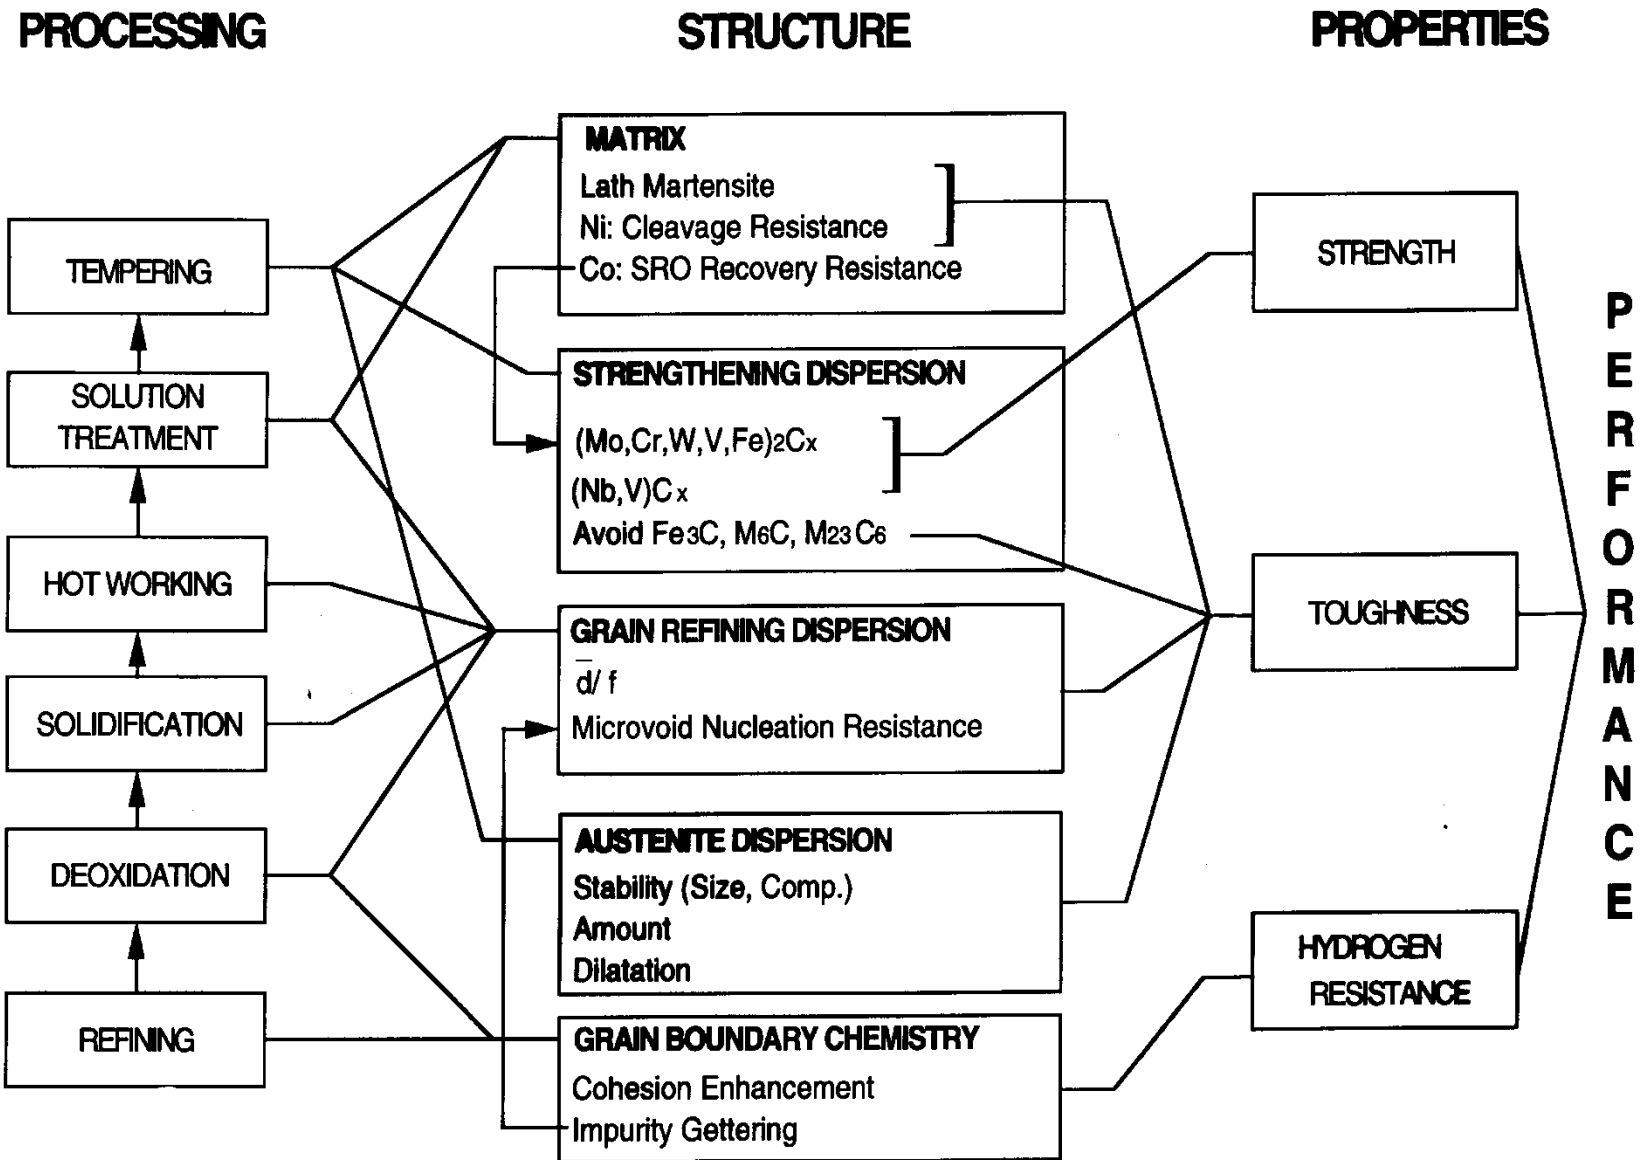 PROCESSING
STRUCTURE
PROPERTIES
TEMPERING
SOLUTION
TREATMENT
HOT WORKING
SOLIDIFICATION
DEOXIDATION
REFINING
MATRIX
Lath Martensite
Ni: Cleavage Resistance
Co: SRO Recovery Resistance
STRENGTHENING DISPERSION
(Mo,Cr,W,V,Fe)2Cx
(Nb,V)Cx
Avoid Fe3C, M6C, M23C6
GRAIN REFINING DISPERSION
d̅/ f
Microvoid Nucleation Resistance
AUSTENITE DISPERSION
Stability (Size, Comp.)
Amount
Dilatation
GRAIN BOUNDARY CHEMISTRY
Cohesion Enhancement
Impurity Gettering
STRENGTH
TOUGHNESS
HYDROGEN
RESISTANCE
PERFORMANCE